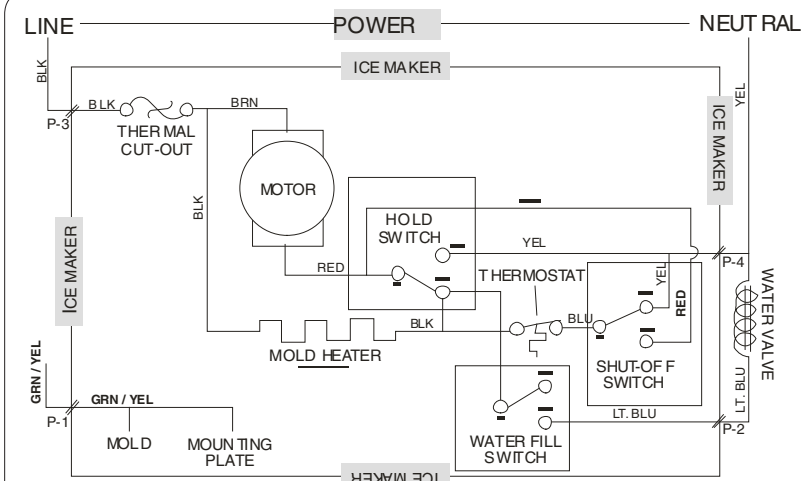 LINE
POWER
NEUTRAL
BLK
ICE MAKER
YEL
BLK
BRN
P-3
THERMAL
CUT-OUT
ICE MAKER
MOTOR
BLK
HOLD
SWITCH
YEL
P-4
ICE MAKER
RED
THERMOSTAT
YEL
RED
WATER VALVE
BLK
BLU
MOLD HEATER
SHUT-OFF
SWITCH
GRN / YEL
GRN / YEL
LT. BLU
LT. BLU
P-1
P-2
MOLD
MOUNTING
PLATE
WATER FILL
SWITCH
ICE MAKER